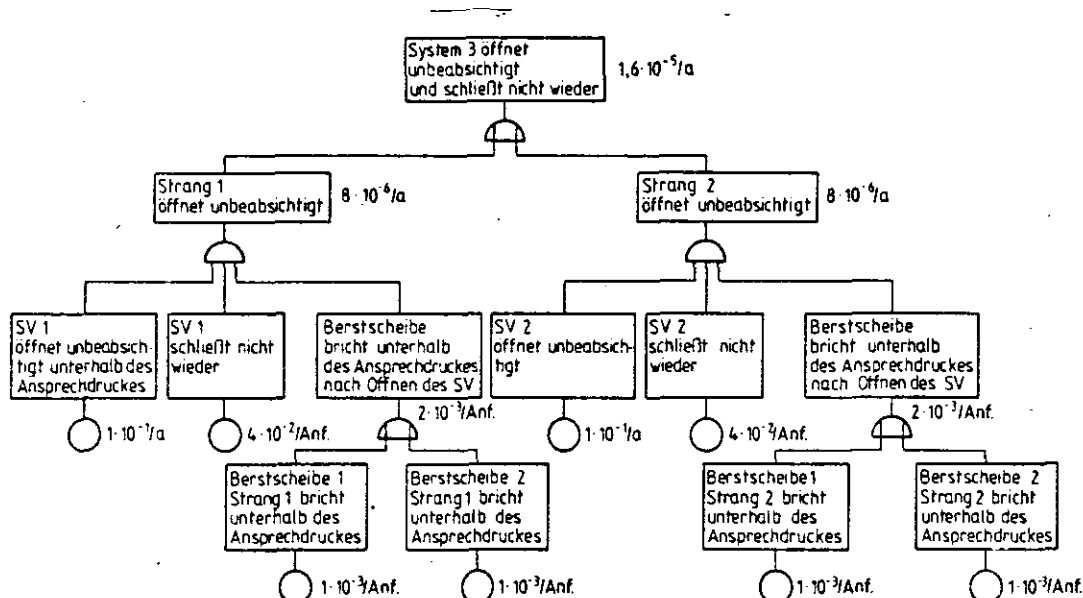 System 3 öffnet
unbeabsichtigt
und schließt nicht wieder
1,6·10⁻⁵/a
Strang 1
öffnet unbeabsichtigt
8·10⁻⁶/a
Strang 2
öffnet unbeabsichtigt
8·10⁻⁶/a
SV 1
öffnet unbeabsich-
tigt unterhalb des
Ansprechdruckes
SV 1
schließt nicht
wieder
Berstscheibe
bricht unterhalb
des Ansprechdruckes
nach Öffnen des SV
SV 2
öffnet unbeabsich-
tigt
SV 2
schließt nicht
wieder
Berstscheibe
bricht unterhalb
des Ansprechdruckes
nach Öffnen des SV
1·10⁻¹/a
4·10⁻²/Anf.
2·10⁻³/Anf.
1·10⁻¹/a
4·10⁻²/Anf.
2·10⁻³/Anf.
Berstscheibe 1
Strang 1 bricht
unterhalb des
Ansprechdruckes
Berstscheibe 2
Strang 1 bricht
unterhalb des
Ansprechdruckes
Berstscheibe 1
Strang 2 bricht
unterhalb des
Ansprechdruckes
Berstscheibe 2
Strang 2 bricht
unterhalb des
Ansprechdruckes
1·10⁻³/Anf.
1·10⁻³/Anf.
1·10⁻³/Anf.
1·10⁻³/Anf.